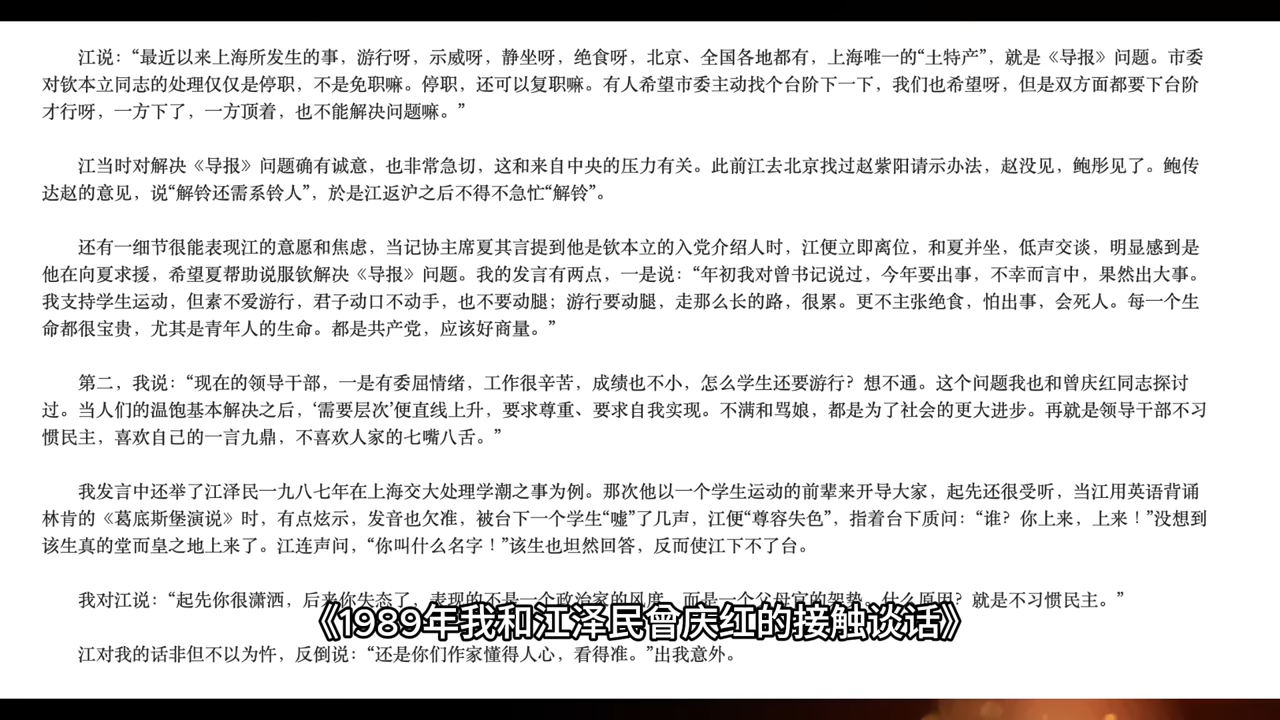 江说：“最近以来上海所发生的事，游行呀，示威呀，静坐呀，绝食呀，北京、全国各地都有，上海唯一的“土特产”，就是《导报》问题。市委
对钦本立同志的处理仅仅是停职，不是免职嘛。停职，还可以复职嘛。有人希望市委主动找个台阶下一下，我们也希望呀，但是双方面都要下台阶
才行呀，一方下了，一方顶着，也不能解决问题嘛。”
江当时对解决《导报》问题确有诚意，也非常急切，这和来自中央的压力有关。此前江去北京找过赵紫阳请示办法，赵没见，鲍彤见了。鲍传
达赵的意见，说“解铃还需系铃人”，於是江返沪之后不得不急忙“解铃”。
还有一细节很能表现江的意愿和焦虑，当记协主席夏其言提到他是钦本立的入党介绍人时，江便立即离位，和夏并坐，低声交谈，明显感到是
他在向夏求援，希望夏帮助说服钦解决《导报》问题。我的发言有两点，一是说：“年初我对曾书记说过，今年要出事，不幸而言中，果然出大事。
我支持学生运动，但素不爱游行，君子动口不动手，也不要动腿；游行要动腿，走那么长的路，很累。更不主张绝食，怕出事，会死人。每一个生
命都很宝贵，尤其是青年人的生命。都是共产党，应该好商量。”
第二，我说：“现在的领导干部，一是有委屈情绪，工作很辛苦，成绩也不小，怎么学生还要游行？想不通。这个问题我也和曾庆红同志探讨
过。当人们的温饱基本解决之后，‘需要层次’便直线上升，要求尊重、要求自我实现。不满和骂娘，都是为了社会的更大进步。再就是领导干部不习
惯民主，喜欢自己的一言九鼎，不喜欢人家的七嘴八舌。”
我发言中还举了江泽民一九八七年在上海交大处理学潮之事为例。那次他以一个学生运动的前辈来开导大家，起先还很受听，当江用英语背诵
林肯的《葛底斯堡演说》时，有点炫示，发音也欠准，被台下一个学生“嘘”了几声，江便“尊容失色”，指着台下质问：“谁？你上来，上来！”没想到
该生真的堂而皇之地上来了。江连声问，“你叫什么名字！”该生也坦然回答，反而使江下不了台。
我对江说：“起先你很潇洒，后来你失态了，表现的不是一个政治家的风度，而是一个父母官的架势。什么原因？就是不习惯民主。”
《1989年我和江泽民曾庆红的接触谈话》
江对我的话非但不以为忤，反倒说：“还是你们作家懂得人心，看得准。”出我意外。